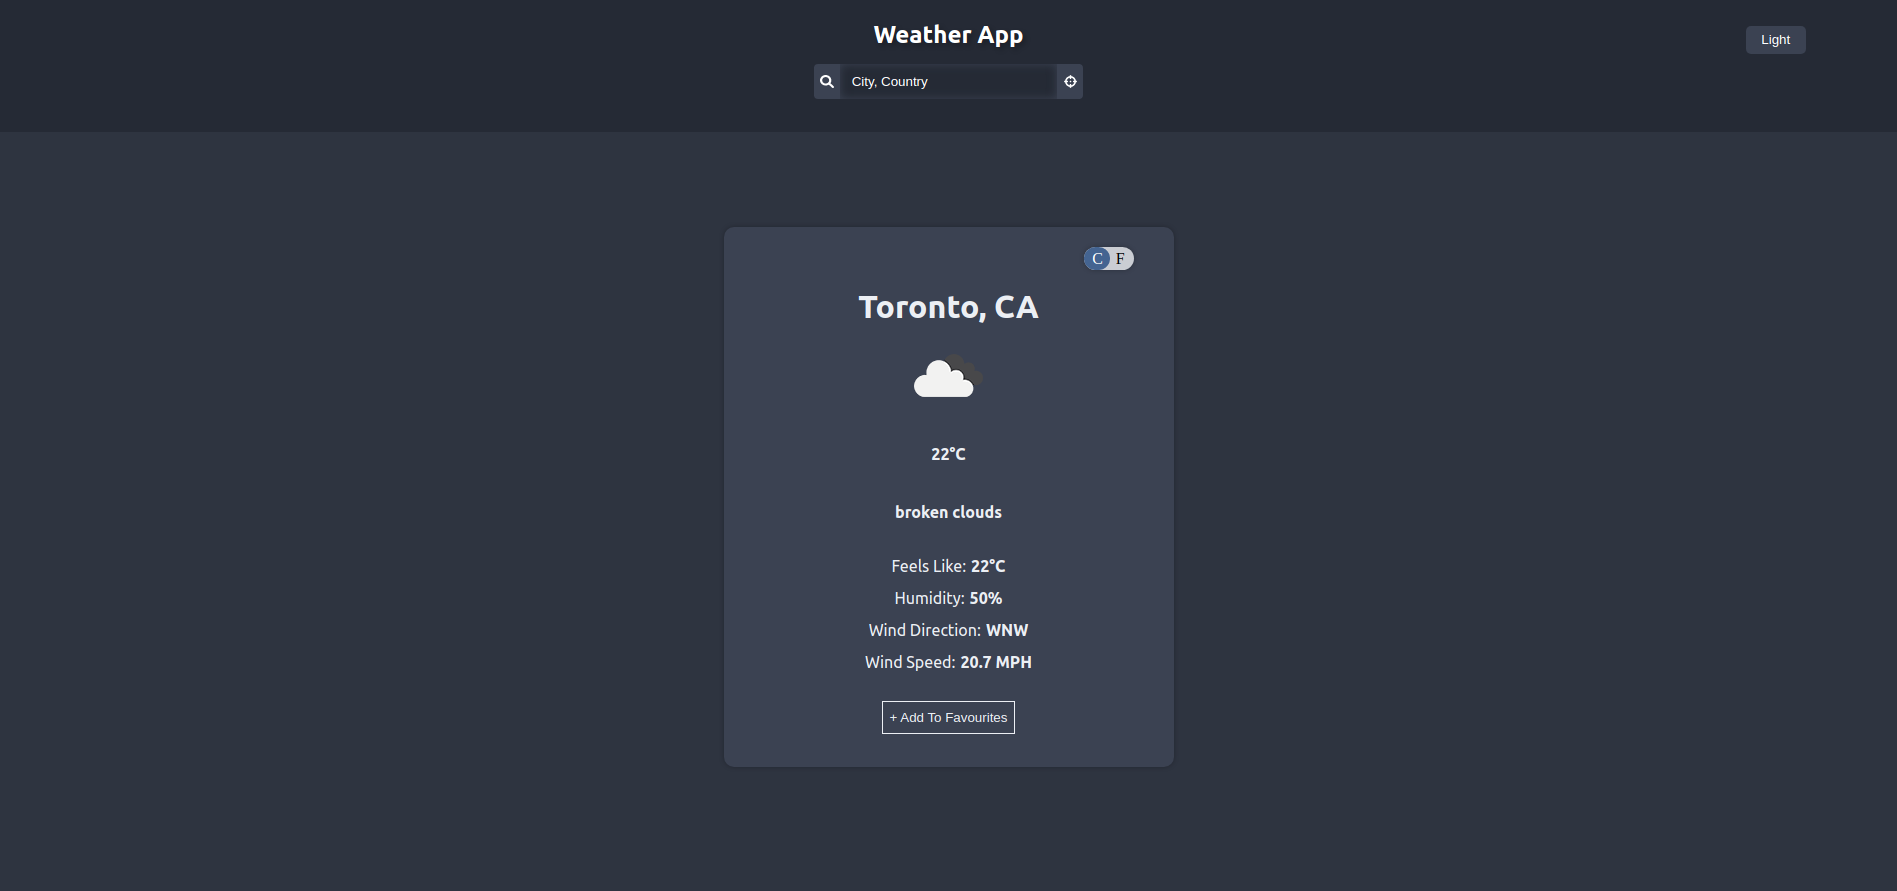 Weather App
Light
City, Country
C F
Toronto, CA
22°C
broken clouds
Feels Like: 22°C
Humidity: 50%
Wind Direction: WNW
Wind Speed: 20.7 MPH
+ Add To Favourites